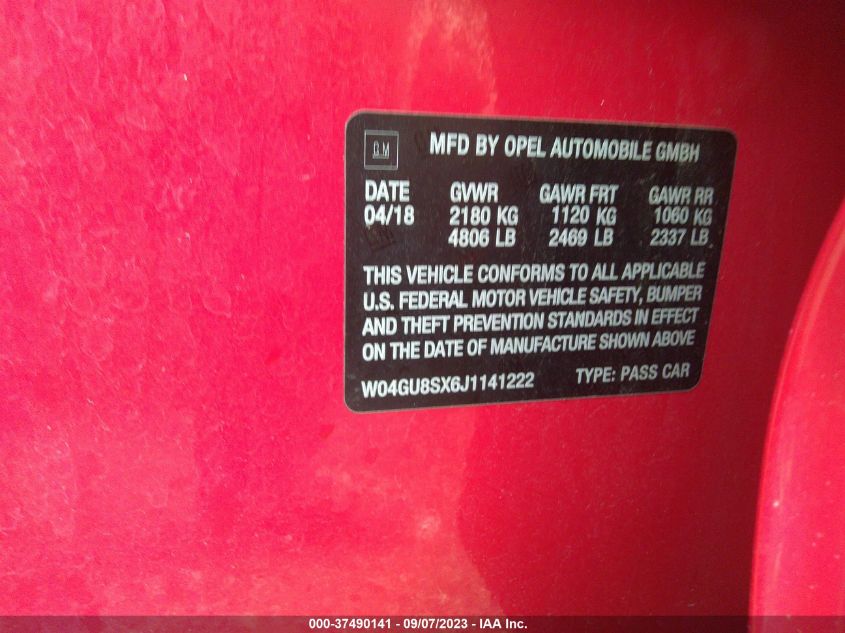 GM
MFD BY OPEL AUTOMOBILE GMBH
DATE GVWR GAWR FRT GAWR RR
04/18 2180 KG 1120 KG 1060 KG
4806 LB 2469 LB 2337 LB
THIS VEHICLE CONFORMS TO ALL APPLICABLE
U.S. FEDERAL MOTOR VEHICLE SAFETY, BUMPER
AND THEFT PREVENTION STANDARDS IN EFFECT
ON THE DATE OF MANUFACTURE SHOWN ABOVE
W04GU8SX6J1141222 TYPE: PASS CAR
000-37490141 - 09/07/2023 - IAA Inc.